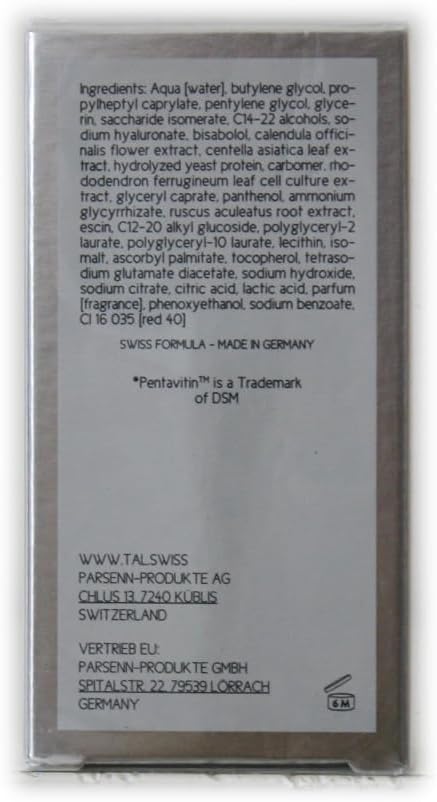 Ingredients: Aqa [water], butylene glycol, pro-
pylheptyl caprylate, pentylene glycol, glyce-
rin, saccharide isomerate, C14-22 alcohols, so-
dium hyaluronate, bisabolol, calendula offici-
nalis flower extract, centella asiatica leaf ex-
tract, hydrolyzed yeast protein, carbomer, rho-
dodendron ferrugineum leaf cell culture ex-
tract, glyceryl caprate, panthenol, ammonium
glycyrrhizate, ruscus aculeatus root extract,
escin, C12-20 alkyl glucoside, polyglyceryl-2
laurate, polyglyceryl-10 laurate, lecithin, iso-
malt, ascorbyl palmitate, tocopherol, tetraso-
dium glutamate diacetate, sodium hydroxide,
sodium citrate, citric acid, lactic acid, parfum
[fragrance], phenoxyethanol, sodium benzoate,
CI 16 035 [red 40]
SWISS FORMULA - MADE IN GERMANY
*Pentavitin™ is a Trademark
of DSM
WWW.TAL.SWISS
PARSENN-PRODUKTE AG
CHLUS 13, 7240 KÜBLIS
SWITZERLAND
VERTRIEB EU:
PARSENN-PRODUKTE GMBH
SPITALSTR. 22, 79539 LÖRRACH
GERMANY
6 M